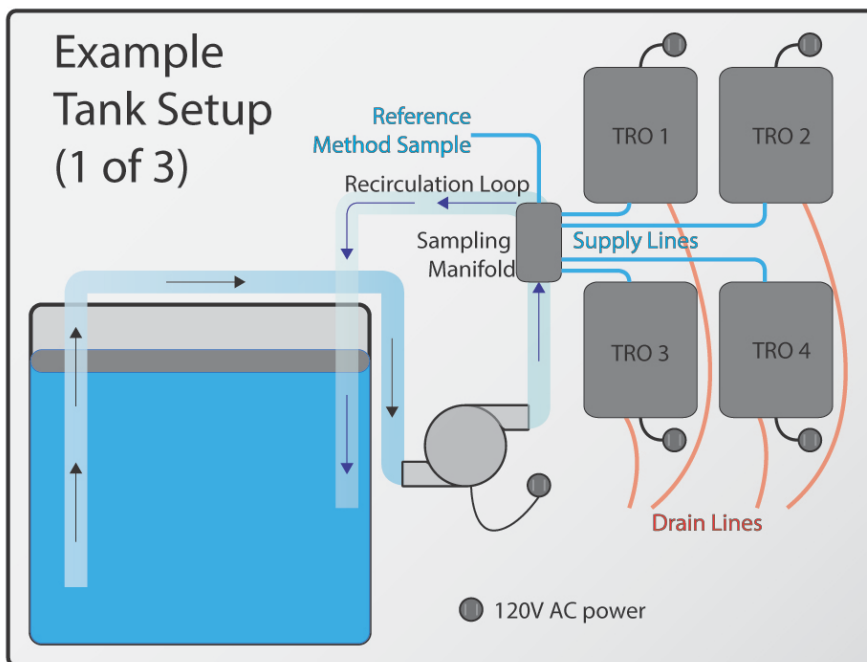 Example
Tank Setup
(1 of 3)
Reference
Method Sample
Recirculation Loop
Sampling
Manifold
Supply Lines
TRO 1
TRO 2
TRO 3
TRO 4
Drain Lines
120V AC power